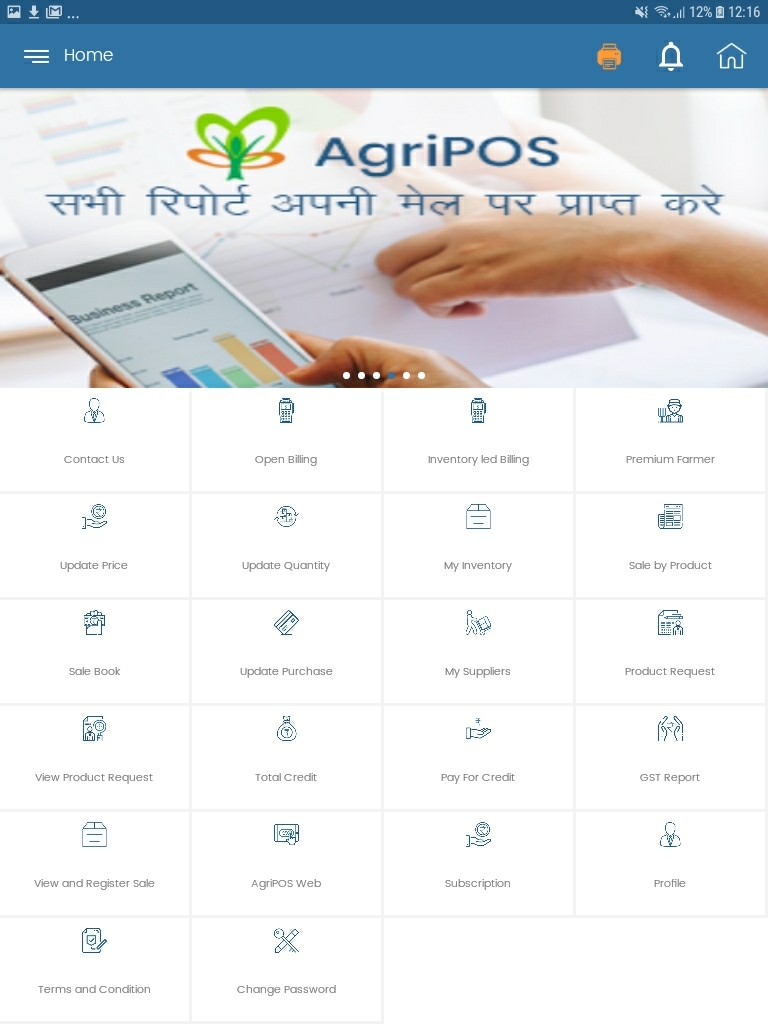 ... 12% 12:16
Home
AgriPOS
सभी रिपोर्ट अपनी मेल पर प्राप्त करे
Business Report
Contact Us
Open Billing
Inventory led Billing
Premium Farmer
Update Price
Update Quantity
My Inventory
Sale by Product
Sale Book
Update Purchase
My Suppliers
Product Request
View Product Request
Total Credit
Pay For Credit
GST Report
View and Register Sale
AgriPOS Web
Subscription
Profile
Terms and Condition
Change Password